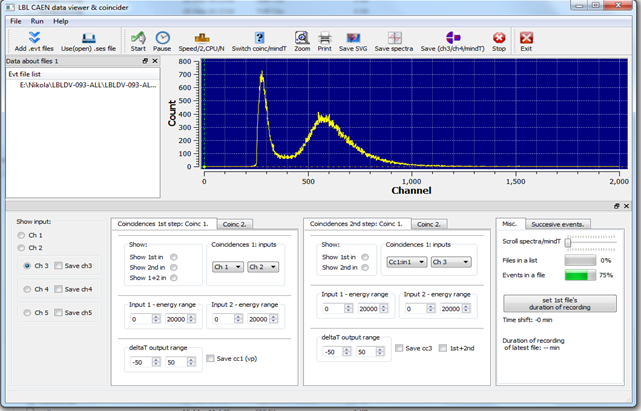 LBL CAEN data viewer & coincider
File Run Help
Add .evt files Use(open) .ses file Start Pause Speed/2,CPU/N Switch coinc/mindT Zoom Print Save SVG Save spectra Save (ch3/ch4/mindT) Stop Exit
Data about files 1
Evt file list
E:\Nikola\LBLDV-093-ALL\LBLDV-093-AL...
Count
800
700
600
500
400
300
200
100
0
0 500 1,000 1,500 2,000
Channel
Show input:
Ch 1
Ch 2
Ch 3 Save ch3
Ch 4 Save ch4
Ch 5 Save ch5
Coincidences 1st step: Coinc 1. Coinc 2.
Show:
Show 1st in
Show 2nd in
Show 1+2 in
Coincidences 1: inputs
Ch 1 Ch 2
Input 1 - energy range
0 20000
Input 2 - energy range
0 20000
deltaT output range
-50 50
Save cc1 (vp)
Coincidences 2nd step: Coinc 1. Coinc 2.
Show:
Show 1st in
Show 2nd in
Coincidences 1: inputs
Cc1:in1 Ch 3
Input 1 - energy range
0 20000
Input 2 - energy range
0 20000
deltaT output range
-50 50
Save cc3 1st+2nd
Misc. Succesive events.
Scroll spectra/mindT
Files in a list 0%
Events in a file 75%
set 1st file's
duration of recording
Time shift: -0 min
Duration of recording
of latest file: -- min